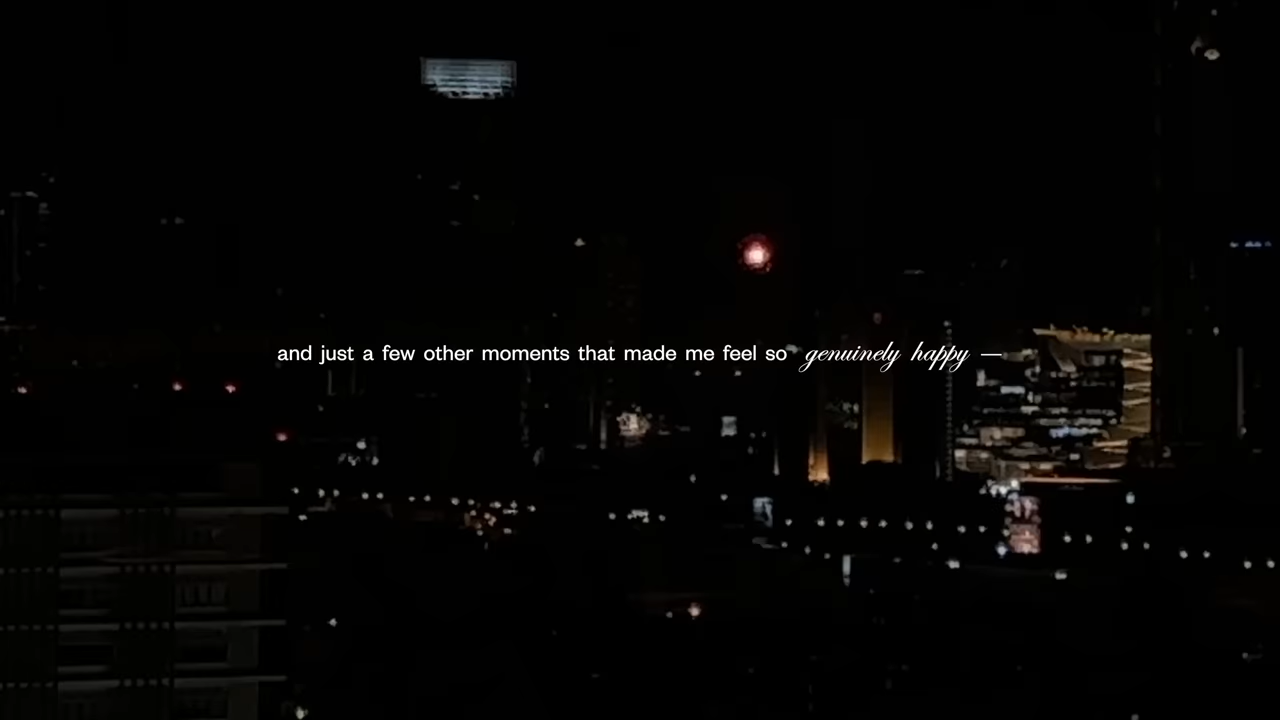 and just a few other moments that made me feel so genuinely happy —